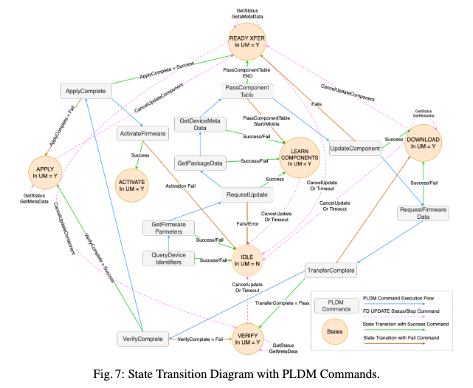 GetStatus
GetaMetaData
READY XFER
In UM = Y
ApplyComplete = Success
PassComponentTable
END
CancelUpdateComponent
CancelUpdateComponent
ApplyComplete
PassComponent
Table
Fails
ApplyComplete = Fail
GetDeviceMeta
Data
PassComponentTable
Start/Middle
GetStatus
GetMetadata
ActivateFirmware
Success/Fail
UpdateComponent
Success
DOWNLOAD
In UM = Y
Success
GetPackageData
Success/Fail
LEARN
COMPONENTS
In UM = Y
APPLY
In UM = Y
ACTIVATE
In UM = Y
Activation Fail
RequestUpdate
Success
CancelUpdate
Or Timeout
Success/Fail
GetStatus
GetMetaData
CancelUpdate
Or Timeout
CancelUpdate
Or Timeout
RequestFirmware
Data
GetFirmware
Parmeters
Fails/Error
Success/Fail
CancelUpdateComponent
QueryDevice
Identifiers
Success/Fail
IDLE
In UM = N
VerifyComplete = Success
TransferComplete
CancelUpdate
Or Timeout
TransferComplete = Pass
PLDM
Commands
PLDM Command Execution Flow
FD UPDATE Status/Stop Command
State Transition with Success Command
States
State Transition with Fail Command
VerifyComplete
VerifyComplete = Fail
VERIFY
In UM = Y
GetStatus
GetMetaData
Fig. 7: State Transition Diagram with PLDM Commands.